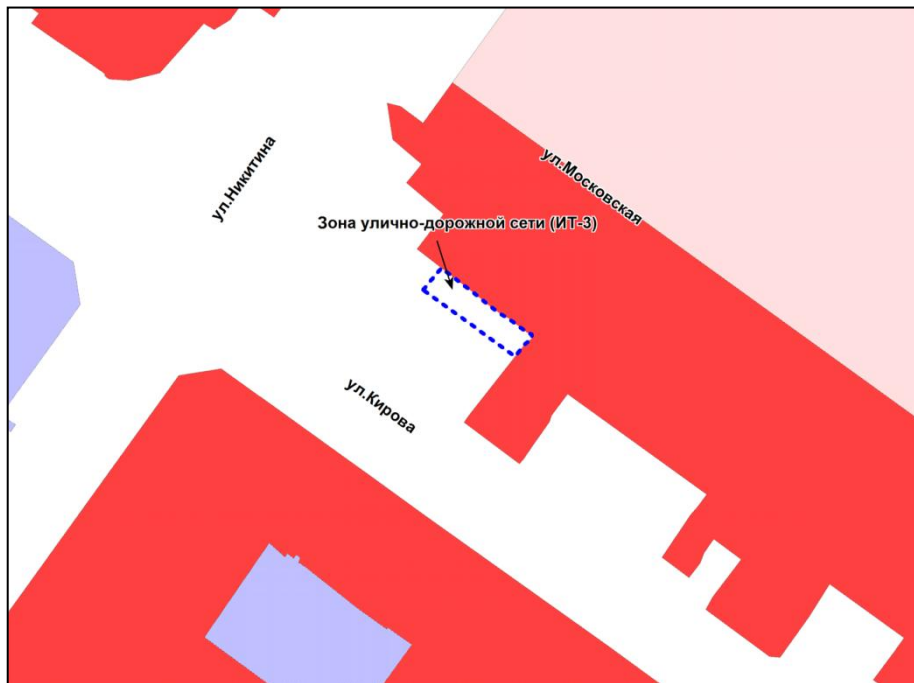 ул.Московская
ул.Никитина
Зона улично-дорожной сети (ИТ-3)
ул.Кирова